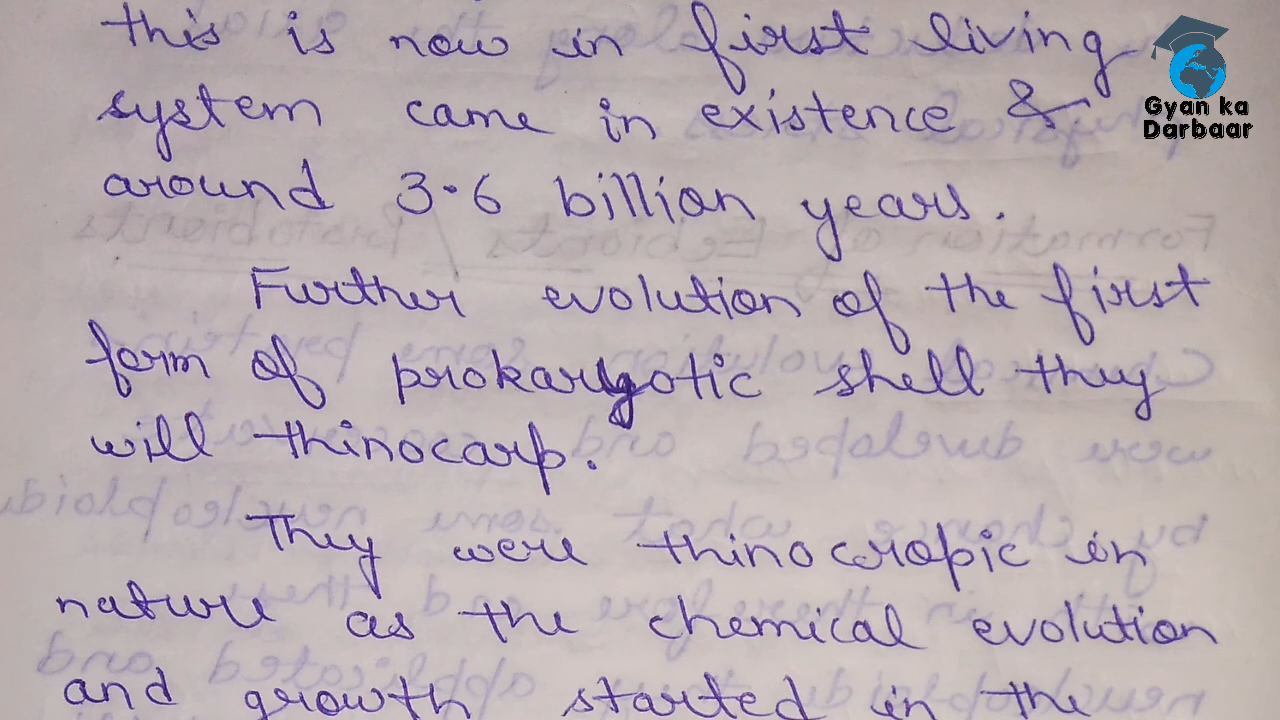 this is now in first living
system came in existence &
around 3.6 billion years.
Further evolution of the first
form of prokaryotic shell they
will thinocarp.
They were thinocropic in
nature as the chemical evolution
and growth started in the
Gyan ka
Darbaar